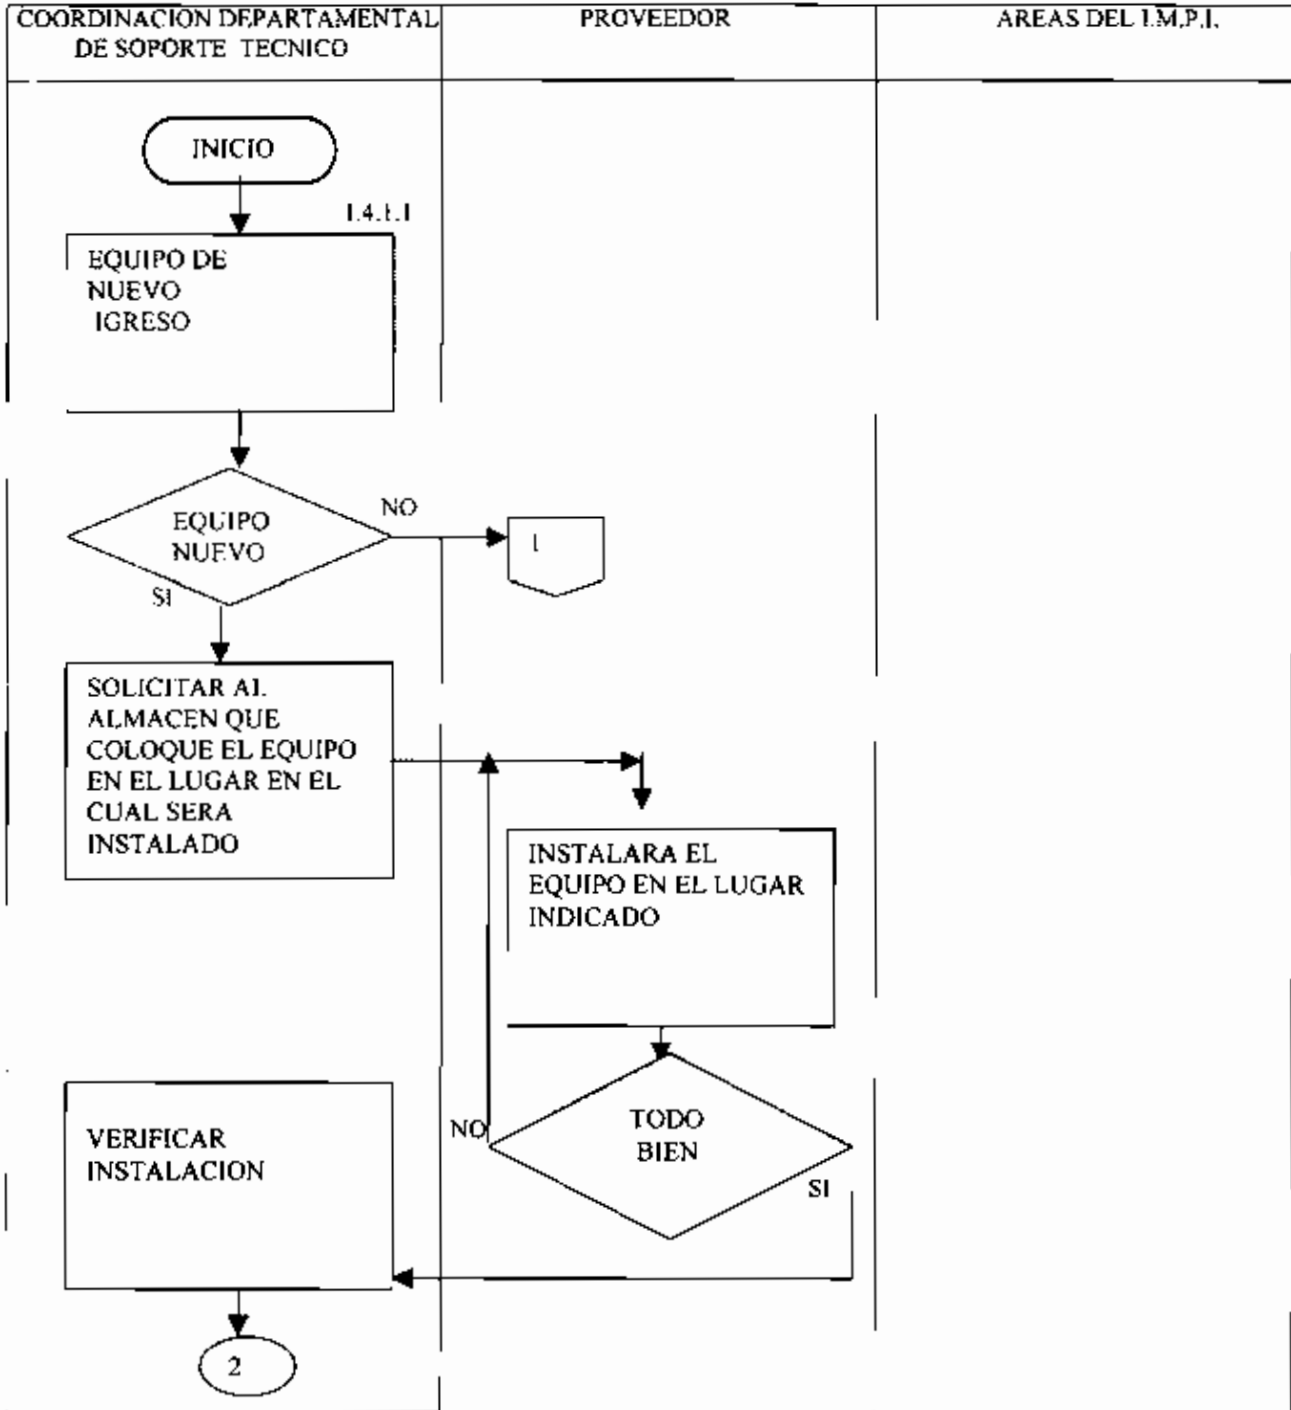 COORDINACION DEPARTAMENTAL
DE SOPORTE TECNICO
PROVEEDOR
AREAS DEL I.M.P.I.
INICIO
1.4.1.1
EQUIPO DE
NUEVO
IGRESO
EQUIPO
NUEVO
NO
1
SI
SOLICITAR AL
ALMACEN QUE
COLOQUE EL EQUIPO
EN EL LUGAR EN EL
CUAL SERA
INSTALADO
INSTALARA EL
EQUIPO EN EL LUGAR
INDICADO
TODO
BIEN
NO
SI
VERIFICAR
INSTALACION
2